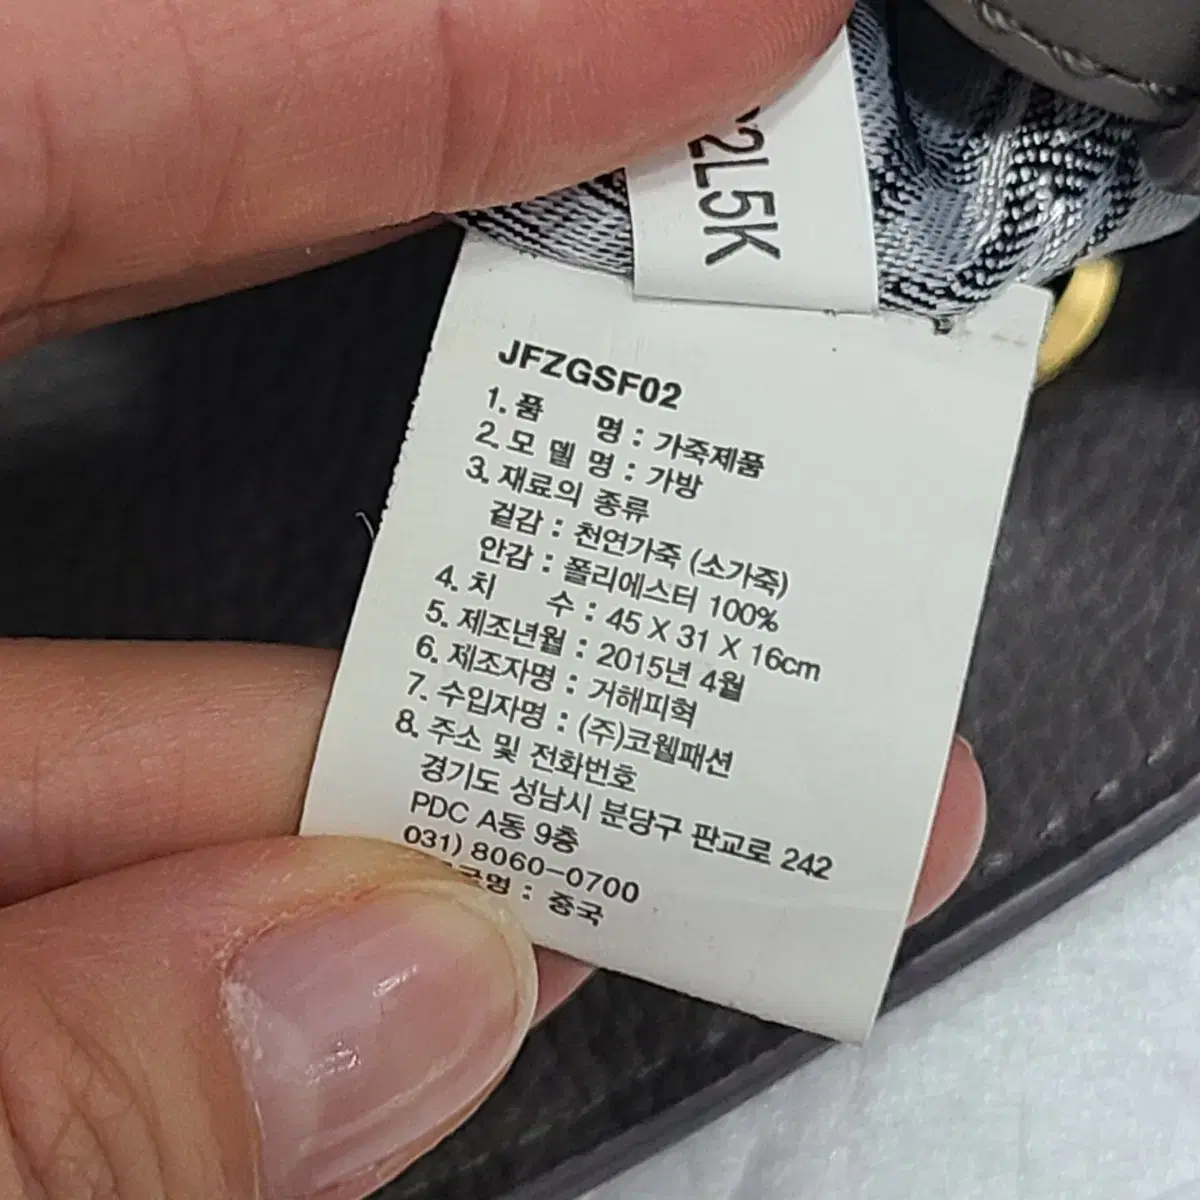 2L5K
JFZGSF02
1. 품 명 : 가죽제품
2. 모 델 명 : 가방
3. 재료의 종류
겉감 : 천연가죽 (소가죽)
안감 : 폴리에스터 100%
4. 치 수 : 45 X 31 X 16cm
5. 제조년월 : 2015년 4월
6. 제조자명 : 거해피혁
7. 수입자명 : (주)코웰패션
8. 주소 및 전화번호
경기도 성남시 분당구 판교로 242
PDC A동 9층
031) 8060-0700
: 중국